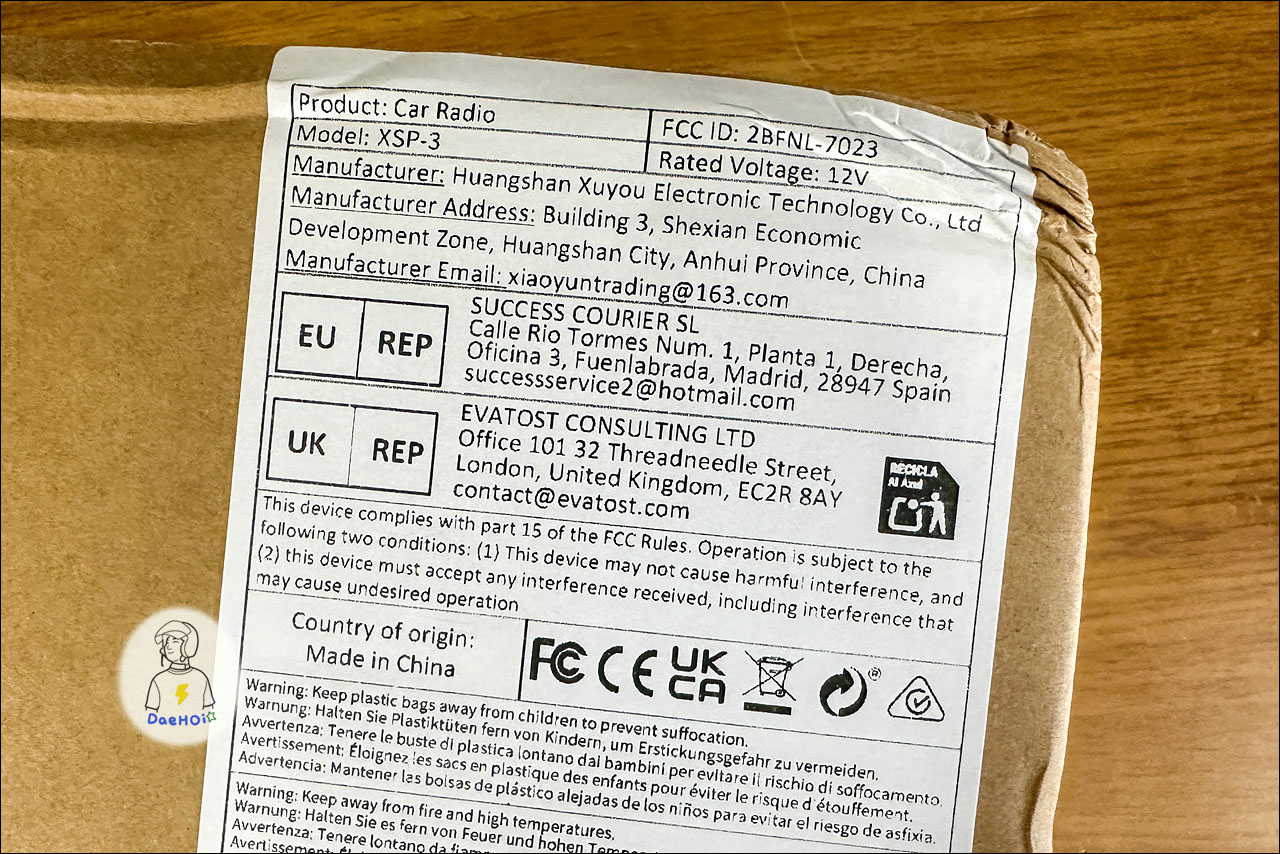 Product: Car Radio
FCC ID: 2BFNL-7023
Model: XSP-3
Rated Voltage: 12V
Manufacturer: Huangshan Xuyou Electronic Technology Co., Ltd
Manufacturer Address: Building 3, Shexian Economic
Development Zone, Huangshan City, Anhui Province, China
Manufacturer Email: xiaoyuntrading@163.com
EU REP
SUCCESS COURIER SL
Calle Rio Tormes Num. 1, Planta 1, Derecha,
Oficina 3, Fuenlabrada, Madrid, 28947 Spain
successservice2@hotmail.com
UK REP
EVATOST CONSULTING LTD
Office 101 32 Threadneedle Street,
London, United Kingdom, EC2R 8AY
contact@evatost.com
RECICLA
Al Azul
This device complies with part 15 of the FCC Rules. Operation is subject to the
following two conditions: (1) This device may not cause harmful interference, and
(2) this device must accept any interference received, including interference that
may cause undesired operation
Country of origin:
Made in China
FC CE UK
CA
®
Warning: Keep plastic bags away from children to prevent suffocation.
Warnung: Halten Sie Plastiktüten fern von Kindern, um Erstickungsgefahr zu vermeiden.
Avvertenza: Tenere le buste di plastica lontano dai bambini per evitare il rischio di soffocamento.
Avertissement: Éloignez les sacs en plastique des enfants pour éviter le risque d'étouffement.
Advertencia: Mantener las bolsas de plástico alejadas de los niños para evitar el riesgo de asfixia.
Warning: Keep away from fire and high temperatures.
Warnung: Halten Sie es fern von Feuer und hohen Temp
Avvertenza: Tenere lontano da fiam
Avertissement:
DaeHOi